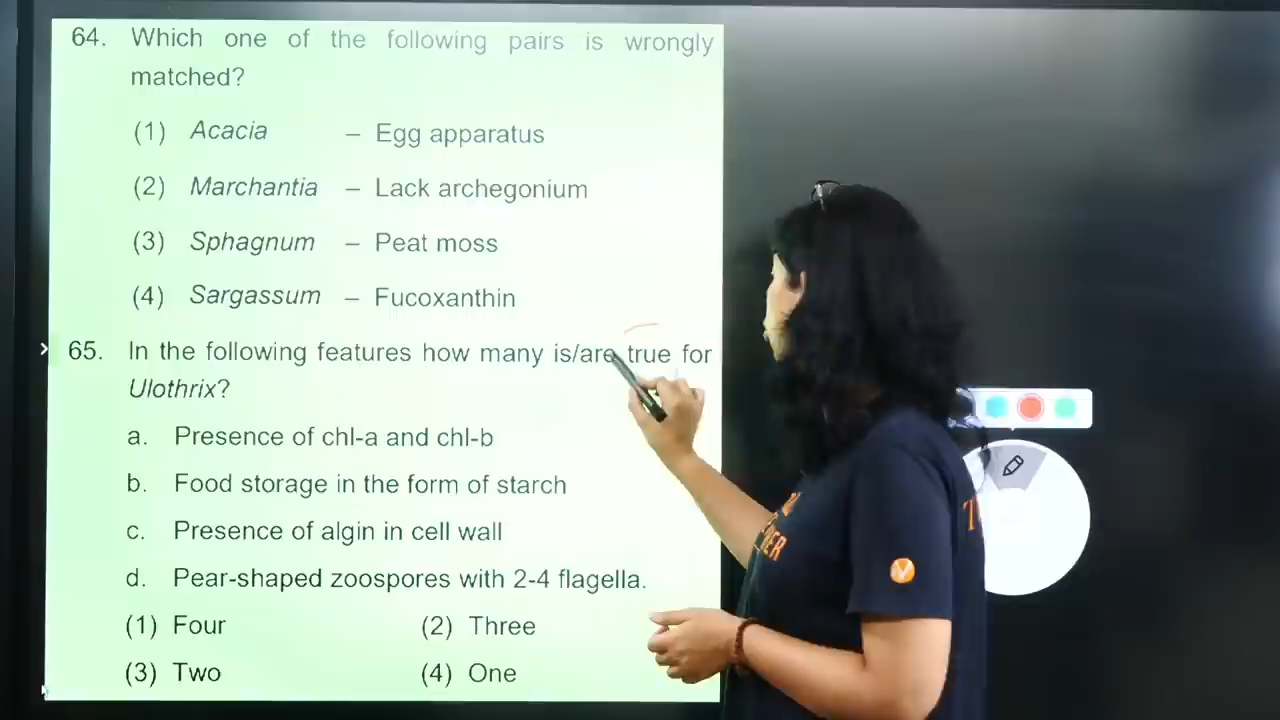 64. Which one of the following pairs is wrongly
matched?
(1) Acacia – Egg apparatus
(2) Marchantia – Lack archegonium
(3) Sphagnum – Peat moss
(4) Sargassum – Fucoxanthin
65. In the following features how many is/are true for
Ulothrix?
a. Presence of chl-a and chl-b
b. Food storage in the form of starch
c. Presence of algin in cell wall
d. Pear-shaped zoospores with 2-4 flagella.
(1) Four (2) Three
(3) Two (4) One